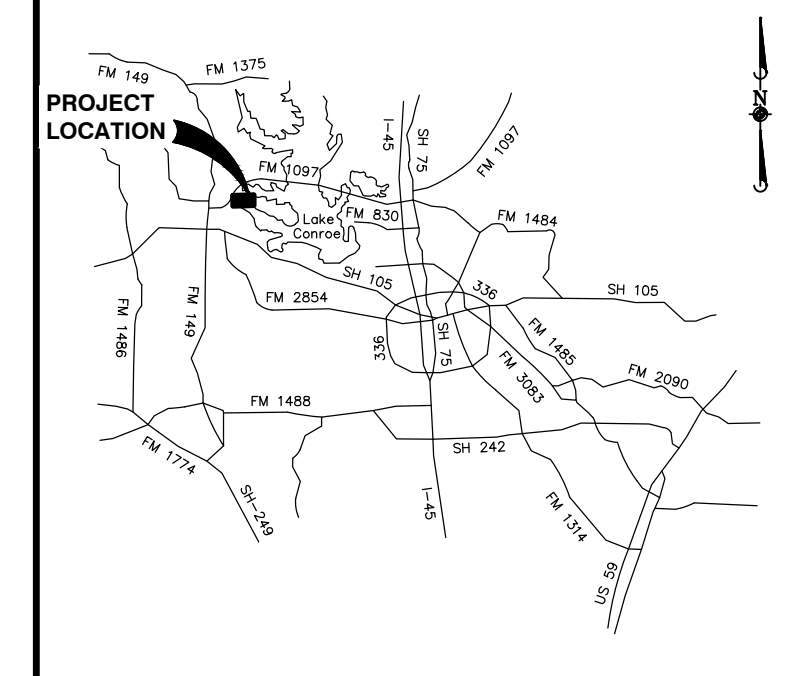 FM 149
FM 1375
PROJECT
LOCATION
N
I-45
SH 75
FM 1097
FM 1097
FM 830
Lake
Conroe
FM 1484
SH 105
336
SH 105
FM 2854
FM 1486
FM 149
336
SH 75
FM 1485
FM 3083
FM 2090
FM 1488
SH 242
FM 1774
SH-249
I-45
FM 1314
US 59